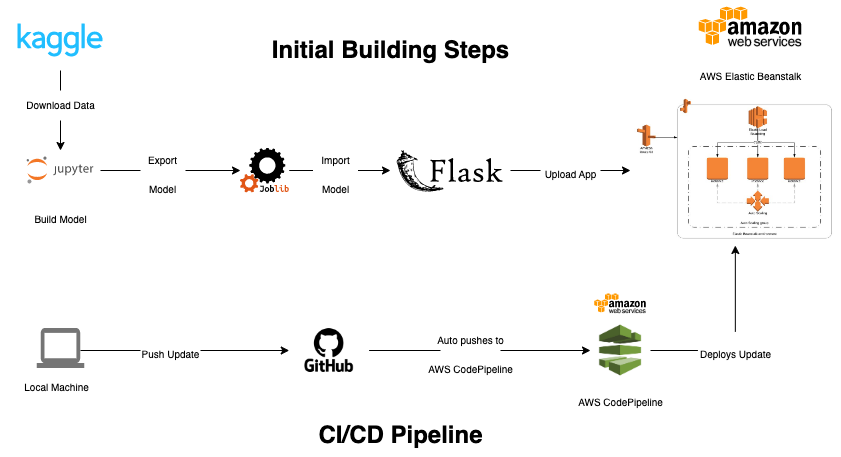 kaggle
Initial Building Steps
amazon
web services
AWS Elastic Beanstalk
Download Data
jupyter
Export
Model
Joblib
Import
Model
Flask
Upload App
Build Model
Auto Scaling
amazon
web services
Local Machine
Push Update
GitHub
Auto pushes to
AWS CodePipeline
Deploys Update
AWS CodePipeline
CI/CD Pipeline